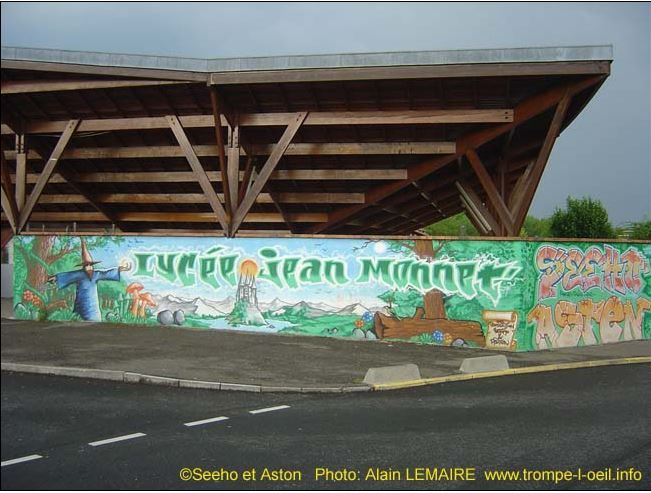 Lycée Jean Monnet
SEEHO
ASTON
©Seeho et Aston Photo: Alain LEMAIRE www.trompe-l-oeil.info